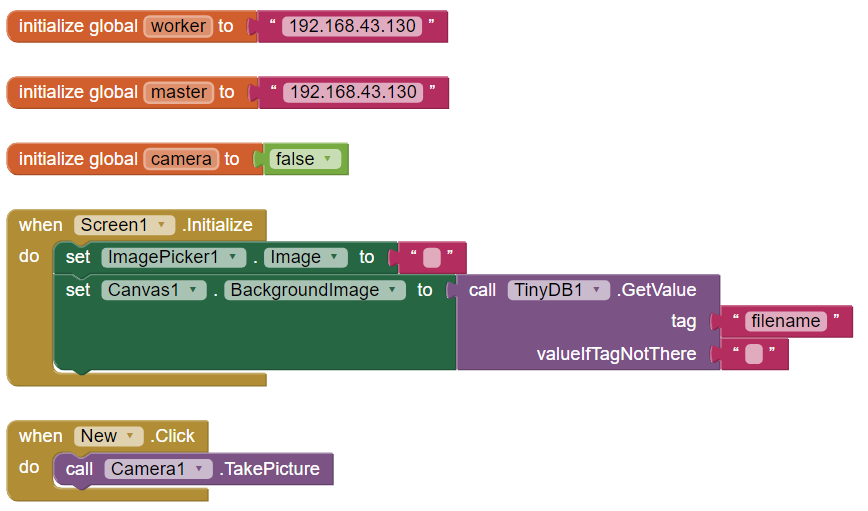 initialize global worker to " 192.168.43.130 "
initialize global master to " 192.168.43.130 "
initialize global camera to false
when Screen1 .Initialize
do set ImagePicker1 . Image to " "
set Canvas1 . BackgroundImage to call TinyDB1 .GetValue
tag " filename "
valueIfTagNotThere " "
when New .Click
do call Camera1 .TakePicture